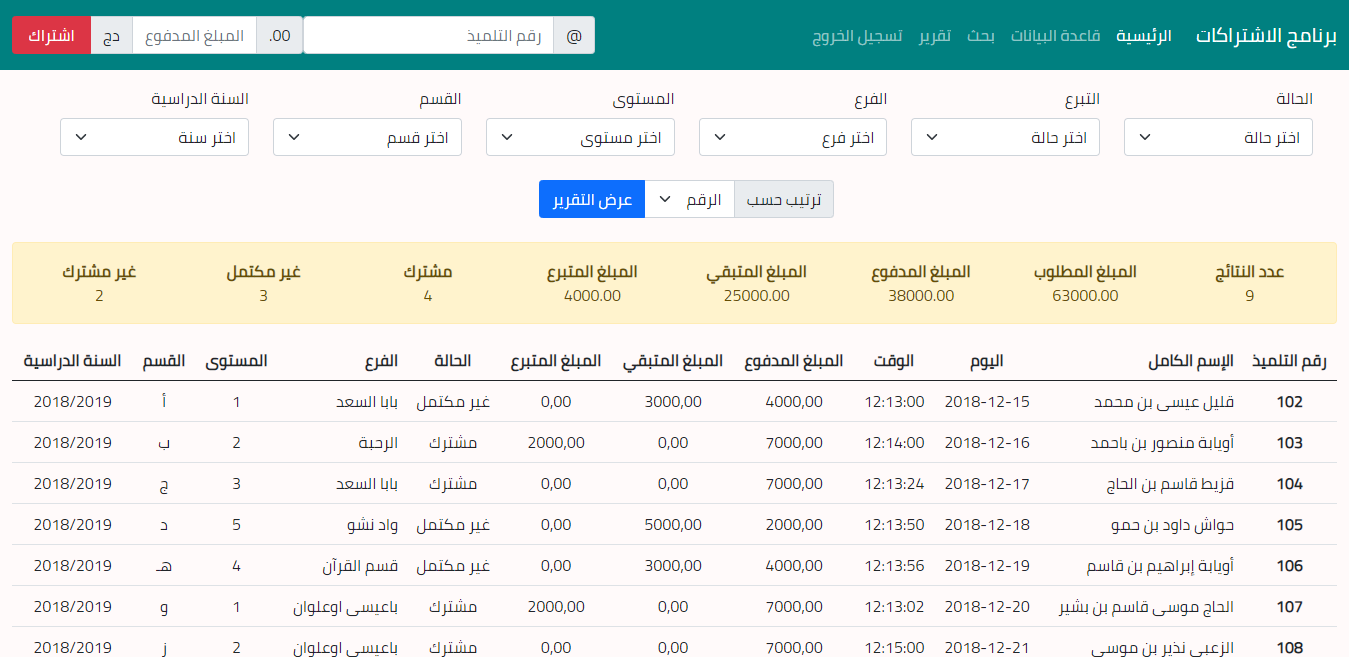 برنامج الاشتراكات الرئيسية قاعدة البيانات بحث تقرير تسجيل الخروج @ رقم التلميذ .00 المبلغ المدفوع دج اشتراك
الحالة التبرع الفرع المستوى القسم السنة الدراسية
اختر حالة اختر حالة اختر فرع اختر مستوى اختر قسم اختر سنة
ترتيب حسب الرقم عرض التقرير
عدد النتائج المبلغ المطلوب المبلغ المدفوع المبلغ المتبقي المبلغ المتبرع مشترك غير مكتمل غير مشترك
9 63000.00 38000.00 25000.00 4000.00 4 3 2
رقم التلميذ الإسم الكامل اليوم الوقت المبلغ المدفوع المبلغ المتبقي المبلغ المتبرع الحالة الفرع المستوى القسم السنة الدراسية
102 قليل عيسى بن محمد 2018-12-15 12:13:00 4000,00 3000,00 0,00 غير مكتمل بابا السعد 1 أ 2018/2019
103 أوبابة منصور بن باحمد 2018-12-16 12:14:00 7000,00 0,00 2000,00 مشترك الرحبة 2 ب 2018/2019
104 قزيط قاسم بن الحاج 2018-12-17 12:13:24 7000,00 0,00 0,00 مشترك بابا السعد 3 ج 2018/2019
105 حواش داود بن حمو 2018-12-18 12:13:50 2000,00 5000,00 0,00 غير مكتمل واد نشو 5 د 2018/2019
106 أوبابة إبراهيم بن قاسم 2018-12-19 12:13:56 4000,00 3000,00 0,00 غير مكتمل قسم القرآن 4 هـ 2018/2019
107 الحاج موسى قاسم بن بشير 2018-12-20 12:13:02 7000,00 0,00 2000,00 مشترك باعيسى اوعلوان 1 و 2018/2019
108 الزعبي نذير بن موسى 2018-12-21 12:15:00 7000,00 0,00 0,00 مشترك باعيسى اوعلوان 2 ز 2018/2019